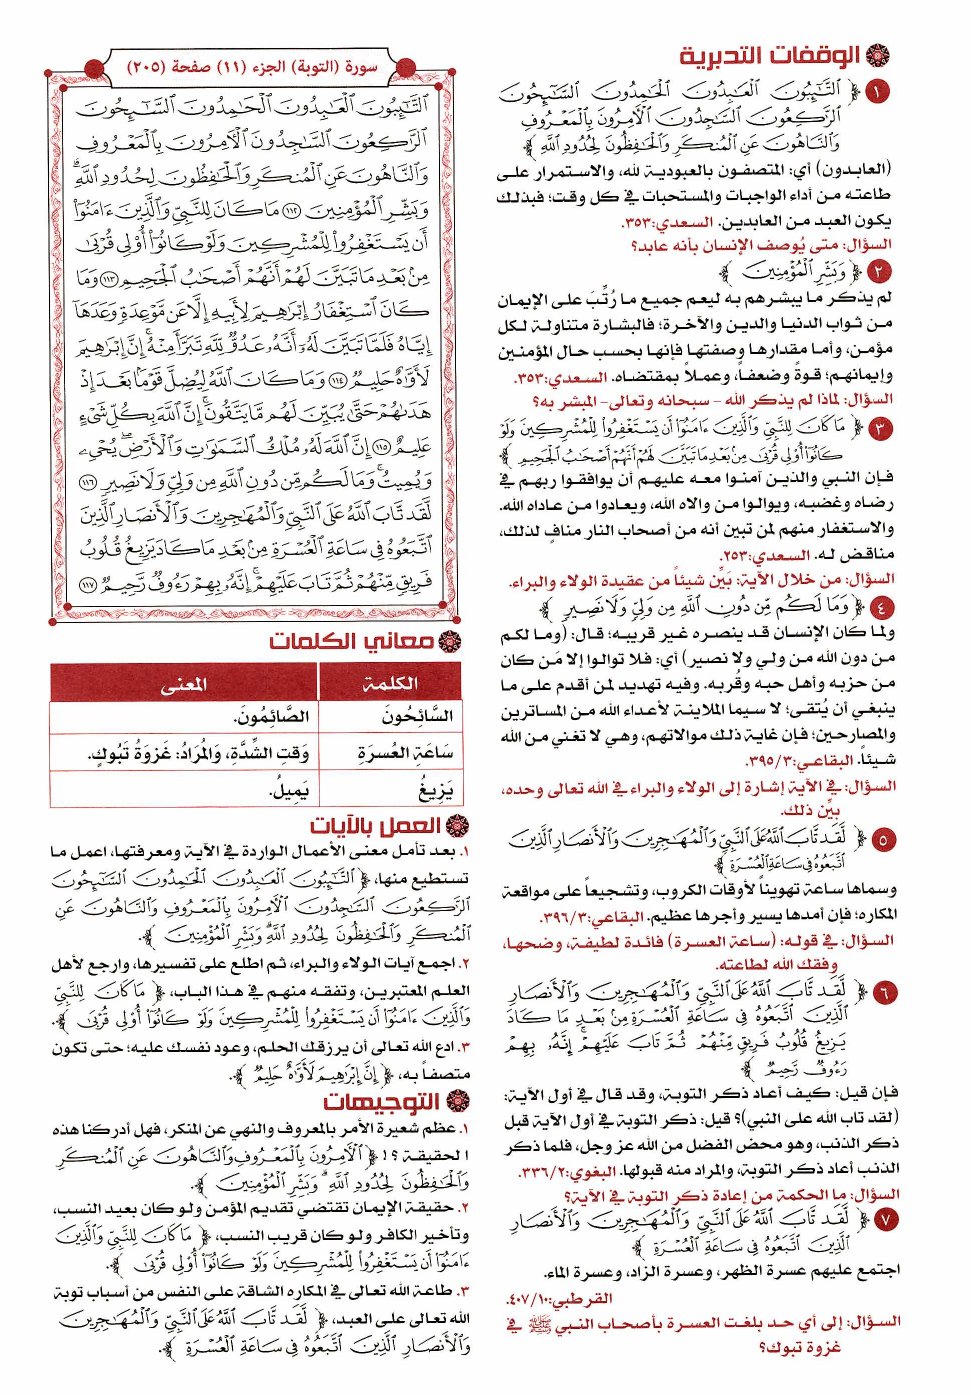 الوقفات التدبرية
١ ﴿ ٱلتَّٰٓئِبُونَ ٱلْعَٰبِدُونَ ٱلْحَٰمِدُونَ ٱلسَّٰٓئِحُونَ
ٱلرَّٰكِعُونَ ٱلسَّٰجِدُونَ ٱلْءَامِرُونَ بِٱلْمَعْرُوفِ
وَٱلنَّاهُونَ عَنِ ٱلْمُنكَرِ وَٱلْحَٰفِظُونَ لِحُدُودِ ٱللَّهِ ﴾
(العابدون) أي: المتصفون بالعبودية لله، والاستمرار على
طاعته من أداء الواجبات والمستحبات في كل وقت؛ فبذلك
يكون العبد من العابدين. السعدي:٣٥٣.
السؤال: متى يُوصف الإنسان بأنه عابد؟
٢ ﴿ وَبَشِّرِ ٱلْمُؤْمِنِينَ ﴾
لم يذكر ما يبشرهم به ليعم جميع ما رُتِّبَ على الإيمان
من ثواب الدنيا والدين والآخرة؛ فالبشارة متناولة لكل
مؤمن، وأما مقدارها وصفتها فإنها بحسب حال المؤمنين
وإيمانهم؛ قوة وضعفاً، وعملاً بمقتضاه. السعدي:٣٥٣.
السؤال: لماذا لم يذكر الله - سبحانه وتعالى- المبشر به؟
٣ ﴿ مَا كَانَ لِلنَّبِىِّ وَٱلَّذِينَ ءَامَنُوٓا۟ أَن يَسْتَغْفِرُوا۟ لِلْمُشْرِكِينَ وَلَوْ
كَانُوٓا۟ أُو۟لِى قُرْبَىٰ مِنۢ بَعْدِ مَا تَبَيَّنَ لَهُمْ أَنَّهُمْ أَصْحَٰبُ ٱلْجَحِيمِ ﴾
فإن النبي والذين آمنوا معه عليهم أن يوافقوا ربهم في
رضاه وغضبه، ويوالوا من والاه الله، ويعادوا من عاداه الله.
والاستغفار منهم لمن تبين أنه من أصحاب النار منافٍ لذلك،
مناقض له. السعدي:٢٥٣.
السؤال: من خلال الآية: بَيِّن شيئاً من عقيدة الولاء والبراء.
٤ ﴿ وَمَا لَكُم مِّن دُونِ ٱللَّهِ مِن وَلِىٍّ وَلَا نَصِيرٍ ﴾
ولما كان الإنسان قد ينصره غير قريبه؛ قال: (وما لكم
من دون الله من ولي ولا نصير) أي: فلا توالوا إلا مَن كان
من حزبه وأهل حبه وقُربه. وفيه تهديد لمن أقدم على ما
ينبغي أن يُتقى؛ لا سيما الملاينة لأعداء الله من المساترين
والمصارحين؛ فإن غاية ذلك موالاتهم، وهي لا تغني من الله
شيئاً. البقاعي:٣٩٥/٣.
السؤال: في الآية إشارة إلى الولاء والبراء في الله تعالى وحده،
بيِّن ذلك.
٥ ﴿ لَّقَد تَّابَ ٱللَّهُ عَلَى ٱلنَّبِىِّ وَٱلْمُهَٰجِرِينَ وَٱلْأَنصَارِ ٱلَّذِينَ
ٱتَّبَعُوهُ فِى سَاعَةِ ٱلْعُسْرَةِ ﴾
وسماها ساعة تهويناً لأوقات الكروب، وتشجيعاً على مواقعة
المكاره؛ فإن أمدها يسير وأجرها عظيم. البقاعي:٣٩٦/٣.
السؤال: في قوله: (ساعة العسرة) فائدة لطيفة، وضحها،
وفقك الله لطاعته.
٦ ﴿ لَّقَد تَّابَ ٱللَّهُ عَلَى ٱلنَّبِىِّ وَٱلْمُهَٰجِرِينَ وَٱلْأَنصَارِ
ٱلَّذِينَ ٱتَّبَعُوهُ فِى سَاعَةِ ٱلْعُسْرَةِ مِنۢ بَعْدِ مَا كَادَ
يَزِيغُ قُلُوبُ فَرِيقٍ مِّنْهُمْ ثُمَّ تَابَ عَلَيْهِمْ ۚ إِنَّهُۥ بِهِمْ
رَءُوفٌ رَّحِيمٌ ﴾
فإن قيل: كيف أعاد ذكر التوبة، وقد قال في أول الآية:
(لقد تاب الله على النبي)؟ قيل: ذكر التوبة في أول الآية قبل
ذكر الذنب، وهو محض الفضل من الله عز وجل، فلما ذكر
الذنب أعاد ذكر التوبة، والمراد منه قبولها. البغوي:٣٣٦/٢.
السؤال: ما الحكمة من إعادة ذكر التوبة في الآية؟
٧ ﴿ لَّقَد تَّابَ ٱللَّهُ عَلَى ٱلنَّبِىِّ وَٱلْمُهَٰجِرِينَ وَٱلْأَنصَارِ
ٱلَّذِينَ ٱتَّبَعُوهُ فِى سَاعَةِ ٱلْعُسْرَةِ ﴾
اجتمع عليهم عسرة الظهر، وعسرة الزاد، وعسرة الماء.
القرطبي:٤٠٧/١٠.
السؤال: إلى أي حد بلغت العسرة بأصحاب النبي ﷺ في
غزوة تبوك؟
سورة (التوبة) الجزء (١١) صفحة (٢٠٥)
ٱلتَّٰٓئِبُونَ ٱلْعَٰبِدُونَ ٱلْحَٰمِدُونَ ٱلسَّٰٓئِحُونَ
ٱلرَّٰكِعُونَ ٱلسَّٰجِدُونَ ٱلْءَامِرُونَ بِٱلْمَعْرُوفِ
وَٱلنَّاهُونَ عَنِ ٱلْمُنكَرِ وَٱلْحَٰفِظُونَ لِحُدُودِ ٱللَّهِ ۗ
وَبَشِّرِ ٱلْمُؤْمِنِينَ ١١٢ مَا كَانَ لِلنَّبِىِّ وَٱلَّذِينَ ءَامَنُوٓا۟
أَن يَسْتَغْفِرُوا۟ لِلْمُشْرِكِينَ وَلَوْ كَانُوٓا۟ أُو۟لِى قُرْبَىٰ
مِنۢ بَعْدِ مَا تَبَيَّنَ لَهُمْ أَنَّهُمْ أَصْحَٰبُ ٱلْجَحِيمِ ١١٣ وَمَا
كَانَ ٱسْتِغْفَارُ إِبْرَٰهِيمَ لِأَبِيهِ إِلَّا عَن مَّوْعِدَةٍ وَعَدَهَآ
إِيَّاهُ فَلَمَّا تَبَيَّنَ لَهُۥٓ أَنَّهُۥ عَدُوٌّ لِّلَّهِ تَبَرَّأَ مِنْهُ ۚ إِنَّ إِبْرَٰهِيمَ
لَأَوَّٰهٌ حَلِيمٌ ١١٤ وَمَا كَانَ ٱللَّهُ لِيُضِلَّ قَوْمًۢا بَعْدَ إِذْ
هَدَىٰهُمْ حَتَّىٰ يُبَيِّنَ لَهُم مَّا يَتَّقُونَ ۚ إِنَّ ٱللَّهَ بِكُلِّ شَىْءٍ
عَلِيمٌ ١١٥ إِنَّ ٱللَّهَ لَهُۥ مُلْكُ ٱلسَّمَٰوَٰتِ وَٱلْأَرْضِ ۖ يُحْىِۦ
وَيُمِيتُ ۚ وَمَا لَكُم مِّن دُونِ ٱللَّهِ مِن وَلِىٍّ وَلَا نَصِيرٍ ١١٦
لَّقَد تَّابَ ٱللَّهُ عَلَى ٱلنَّبِىِّ وَٱلْمُهَٰجِرِينَ وَٱلْأَنصَارِ ٱلَّذِينَ
ٱتَّبَعُوهُ فِى سَاعَةِ ٱلْعُسْرَةِ مِنۢ بَعْدِ مَا كَادَ يَزِيغُ قُلُوبُ
فَرِيقٍ مِّنْهُمْ ثُمَّ تَابَ عَلَيْهِمْ ۚ إِنَّهُۥ بِهِمْ رَءُوفٌ رَّحِيمٌ ١١٧
معاني الكلمات
الكلمة المعنى
السَّائِحُونَ الصَّائِمُونَ.
سَاعَةِ العُسرَةِ وَقتِ الشِّدَّةِ، وَالمُرَادُ: غَزوَةُ تَبُوكٍ.
يَزِيغُ يَمِيلُ.
العمل بالآيات
١. بعد تأمل معنى الأعمال الواردة في الآية ومعرفتها، اعمل ما
تستطيع منها، ﴿ ٱلتَّٰٓئِبُونَ ٱلْعَٰبِدُونَ ٱلْحَٰمِدُونَ ٱلسَّٰٓئِحُونَ
ٱلرَّٰكِعُونَ ٱلسَّٰجِدُونَ ٱلْءَامِرُونَ بِٱلْمَعْرُوفِ وَٱلنَّاهُونَ عَنِ
ٱلْمُنكَرِ وَٱلْحَٰفِظُونَ لِحُدُودِ ٱللَّهِ ۗ وَبَشِّرِ ٱلْمُؤْمِنِينَ ﴾.
٢. اجمع آيات الولاء والبراء، ثم اطلع على تفسيرها، وارجع لأهل
العلم المعتبرين، وتفقه منهم في هذا الباب، ﴿ مَا كَانَ لِلنَّبِىِّ
وَٱلَّذِينَ ءَامَنُوٓا۟ أَن يَسْتَغْفِرُوا۟ لِلْمُشْرِكِينَ وَلَوْ كَانُوٓا۟ أُو۟لِى قُرْبَىٰ ﴾.
٣. ادع الله تعالى أن يرزقك الحلم، وعود نفسك عليه؛ حتى تكون
متصفاً به، ﴿ إِنَّ إِبْرَٰهِيمَ لَأَوَّٰهٌ حَلِيمٌ ﴾.
التوجيهات
١. عظم شعيرة الأمر بالمعروف والنهي عن المنكر، فهل أدركنا هذه
الحقيقة ؟! ﴿ ٱلْءَامِرُونَ بِٱلْمَعْرُوفِ وَٱلنَّاهُونَ عَنِ ٱلْمُنكَرِ
وَٱلْحَٰفِظُونَ لِحُدُودِ ٱللَّهِ ۗ وَبَشِّرِ ٱلْمُؤْمِنِينَ ﴾.
٢. حقيقة الإيمان تقتضي تقديم المؤمن ولو كان بعيد النسب،
وتأخير الكافر ولو كان قريب النسب، ﴿ مَا كَانَ لِلنَّبِىِّ وَٱلَّذِينَ
ءَامَنُوٓا۟ أَن يَسْتَغْفِرُوا۟ لِلْمُشْرِكِينَ وَلَوْ كَانُوٓا۟ أُو۟لِى قُرْبَىٰ ﴾.
٣. طاعة الله تعالى في المكاره الشاقة على النفس من أسباب توبة
الله تعالى على العبد، ﴿ لَّقَد تَّابَ ٱللَّهُ عَلَى ٱلنَّبِىِّ وَٱلْمُهَٰجِرِينَ
وَٱلْأَنصَارِ ٱلَّذِينَ ٱتَّبَعُوهُ فِى سَاعَةِ ٱلْعُسْرَةِ ﴾.